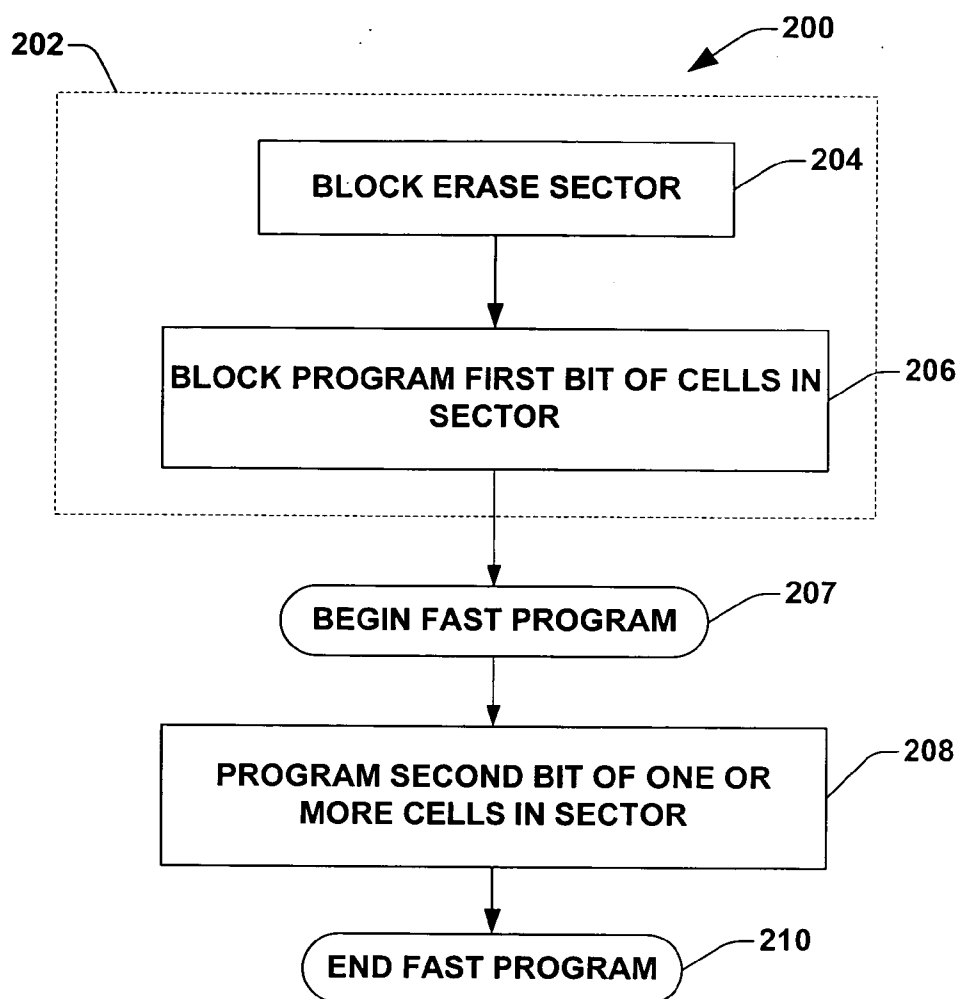 200
202
BLOCK ERASE SECTOR
204
BLOCK PROGRAM FIRST BIT OF CELLS IN
SECTOR
206
BEGIN FAST PROGRAM
207
PROGRAM SECOND BIT OF ONE OR
MORE CELLS IN SECTOR
208
END FAST PROGRAM
210